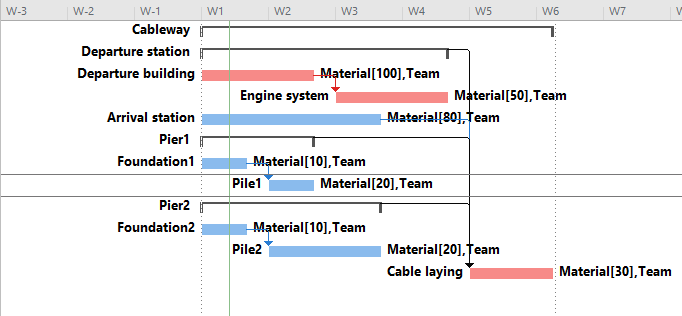 W-3 W-2 W-1 W1 W2 W3 W4 W5 W6 W7
Cableway
Departure station
Departure building Material[100],Team
Engine system Material[50],Team
Arrival station Material[80],Team
Pier1
Foundation1 Material[10],Team
Pile1 Material[20],Team
Pier2
Foundation2 Material[10],Team
Pile2 Material[20],Team
Cable laying Material[30],Team